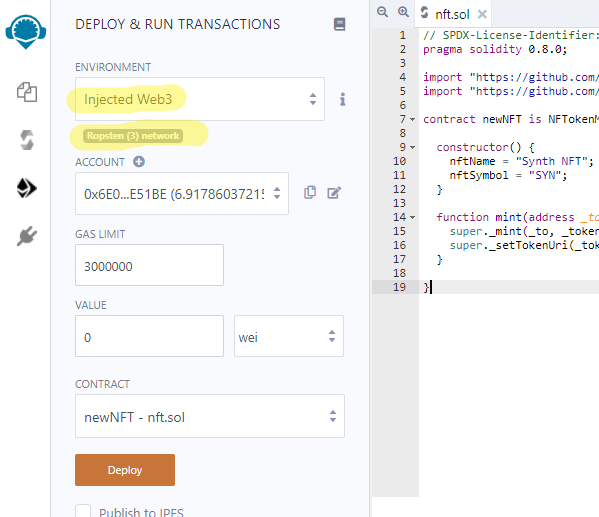 DEPLOY & RUN TRANSACTIONS
ENVIRONMENT
Injected Web3
Ropsten (3) network
ACCOUNT
0x6E0...E51BE (6.91786037215
GAS LIMIT
3000000
VALUE
0
wei
CONTRACT
newNFT - nft.sol
Deploy
Publish to IPFS
nft.sol
1 // SPDX-License-Identifier:
2 pragma solidity 0.8.0;
3
4 import "https://github.com/
5 import "https://github.com/
6
7 contract newNFT is NFTokenM
8
9 constructor() {
10 nftName = "Synth NFT";
11 nftSymbol = "SYN";
12 }
13
14 function mint(address _to
15 super._mint(_to, _token
16 super._setTokenUri(_tok
17 }
18
19 }